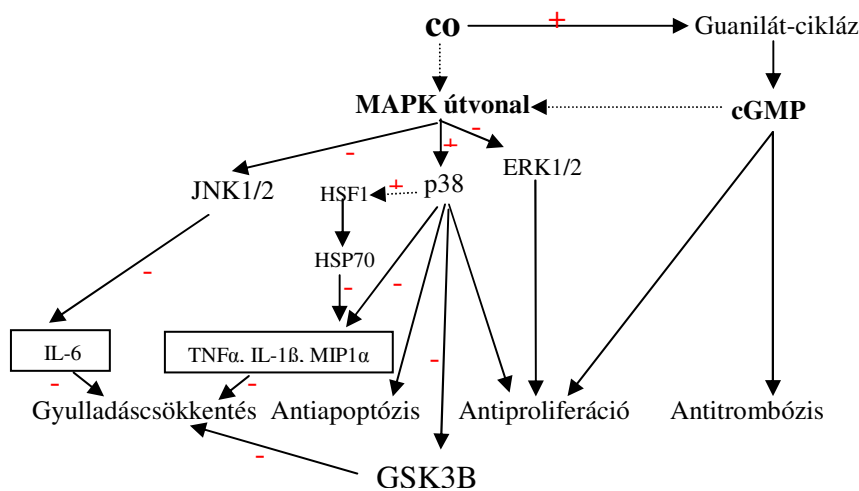 co + Guanilát-cikláz
MAPK útvonal cGMP
- + -
JNK1/2 HSF1 + p38 ERK1/2
HSP70
- - -
IL-6 TNFα, IL-1ß, MIP1α -
- -
Gyulladáscsökkentés Antiapoptózis Antiproliferáció Antitrombózis
-
GSK3B